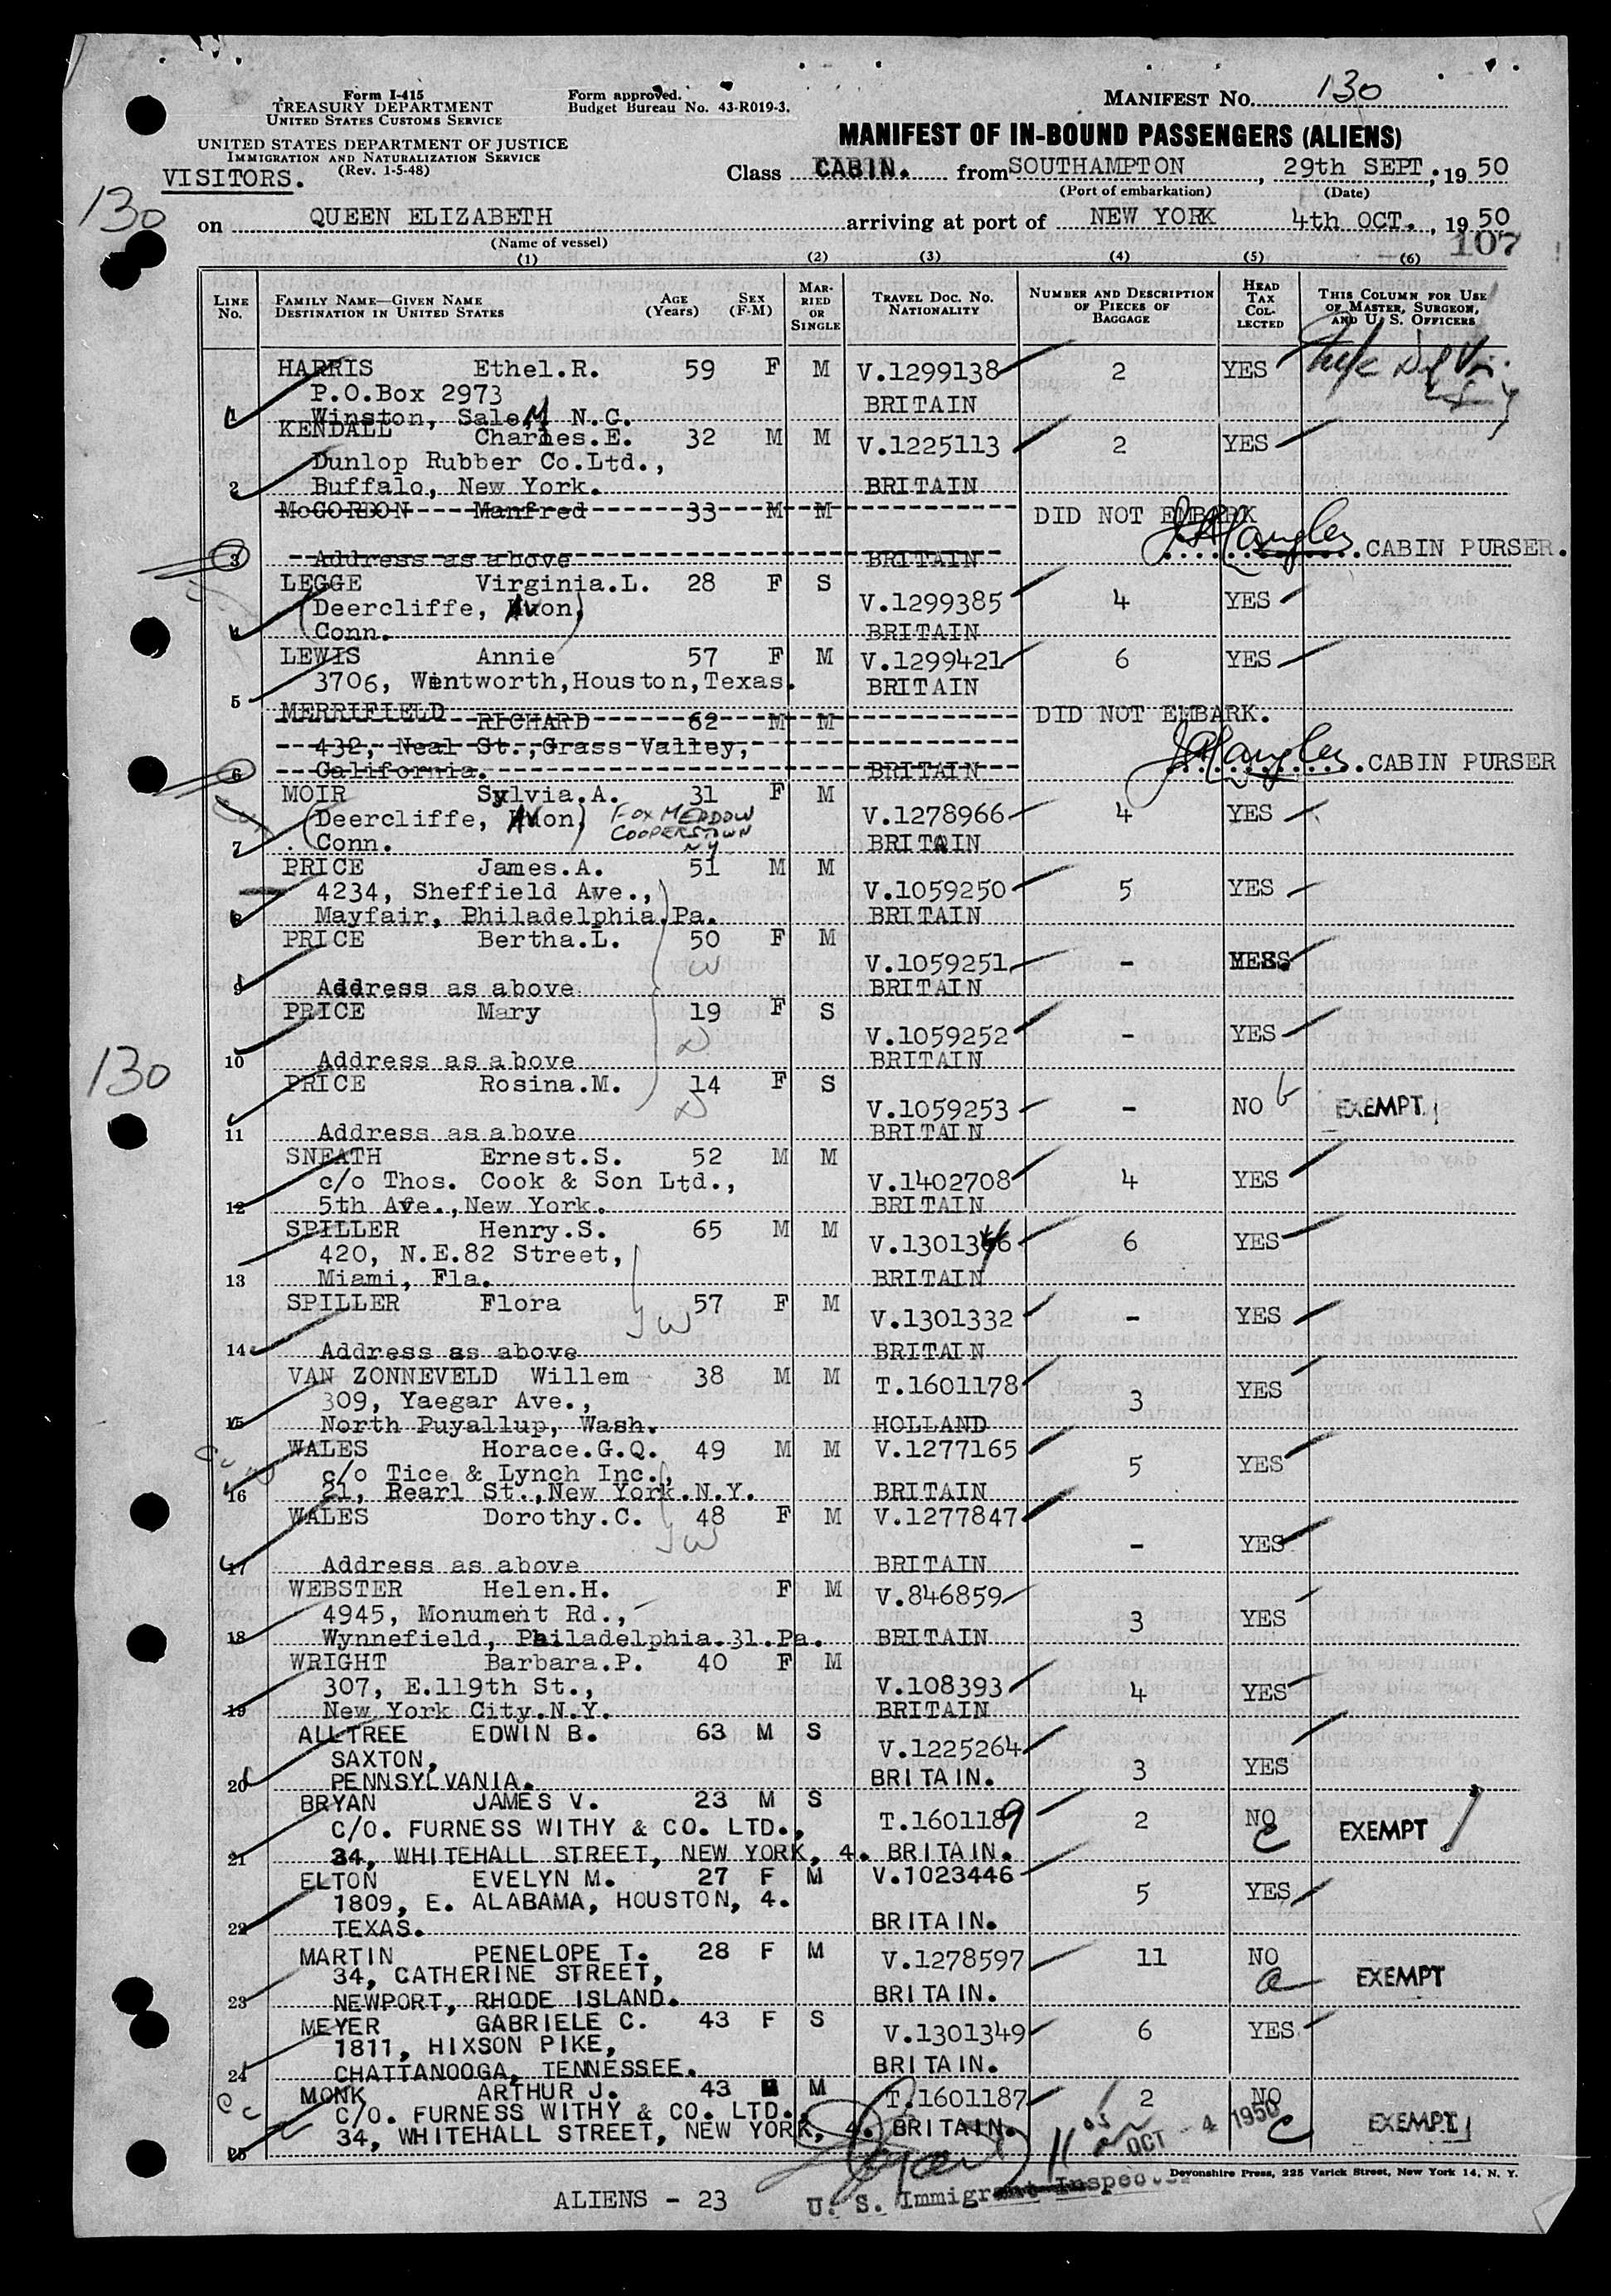 Form I-415
TREASURY DEPARTMENT
UNITED STATES CUSTOMS SERVICE
UNITED STATES DEPARTMENT OF JUSTICE
IMMIGRATION AND NATURALIZATION SERVICE
(Rev. 1-5-48)
VISITORS.
Form approved.
Budget Bureau No. 43-R019-3.
MANIFEST NO. 130
MANIFEST OF IN-BOUND PASSENGERS (ALIENS)
Class CABIN. from SOUTHAMPTON, 29th SEPT, 1950
(Port of embarkation) (Date)
130
on QUEEN ELIZABETH arriving at port of NEW YORK 4th OCT., 1950
(Name of vessel)
107
(1) (2) (3) (4) (5) (6)
LINE NO. FAMILY NAME—GIVEN NAME DESTINATION IN UNITED STATES AGE (YEARS) SEX (F-M) MARRIED OR SINGLE TRAVEL DOC. NO. NATIONALITY NUMBER AND DESCRIPTION OF PIECES OF BAGGAGE HEAD TAX COLLECTED THIS COLUMN FOR USE OF MASTER, SURGEON, AND U. S. OFFICERS
HARRIS Ethel.R. 59 F M V.1299138 2 YES
P.O.Box 2973 BRITAIN
1 Winston, SaleM N.C.
KENDALL Charles.E. 32 M M V.1225113 2 YES
Dunlop Rubber Co.Ltd.,
2 Buffalo, New York. BRITAIN
McGORDON Manfred 33 M M DID NOT EMBARK
3 Address as above BRITAIN CABIN PURSER.
LEGGE Virginia.L. 28 F S V.1299385 4 YES
(Deercliffe, Avon)
4 Conn. BRITAIN
LEWIS Annie 57 F M V.1299421 6 YES
3706, Wentworth,Houston,Texas. BRITAIN
5
MERRIFIELD RICHARD 62 M M DID NOT EMBARK.
432, Neal St.,Grass Valley,
6 California. BRITAIN CABIN PURSER
MOIR Sylvia.A. 31 F M V.1278966 4 YES
(Deercliffe, Avon) FOX MEADOW COOPERSTOWN NY
7 Conn. BRITAIN
PRICE James.A. 51 M M V.1059250 5 YES
4234, Sheffield Ave.,
8 Mayfair, Philadelphia.Pa. BRITAIN
PRICE Bertha.L. 50 F M V.1059251 - YES
W
9 Address as above BRITAIN
PRICE Mary 19 F S V.1059252 - YES
D
10 Address as above BRITAIN
130
PRICE Rosina.M. 14 F S V.1059253 - NO b EXEMPT
D
11 Address as above BRITAIN
SNEATH Ernest.S. 52 M M V.1402708 4 YES
c/o Thos. Cook & Son Ltd.,
12 5th Ave.,New York. BRITAIN
SPILLER Henry.S. 65 M M 6 YES
420, N.E.82 Street,
13 Miami, Fla. BRITAIN
SPILLER Flora 57 F M V.1301332 - YES
W
14 Address as above BRITAIN
VAN ZONNEVELD Willem 38 M M T.1601178 3 YES
309, Yaegar Ave.,
15 North Puyallup, Wash. HOLLAND
WALES Horace.G.Q. 49 M M V.1277165 5 YES
c/o Tice & Lynch Inc.,
16 21, Pearl St.,New York.N.Y. BRITAIN
WALES Dorothy.C. 48 F M V.1277847 - YES
W
17 Address as above BRITAIN
WEBSTER Helen.H. F M V.846859 3 YES
4945, Monument Rd.,
18 Wynnefield, Philadelphia.31.Pa. BRITAIN
WRIGHT Barbara.P. 40 F M V.108393 4 YES
307, E.119th St.,
19 New York City.N.Y. BRITAIN
ALLTREE EDWIN B. 63 M S V.1225264 3 YES
SAXTON,
20 PENNSYLVANIA. BRITAIN.
BRYAN JAMES V. 23 M S T.1601189 2 NO c EXEMPT
C/O. FURNESS WITHY & CO. LTD.,
21 34, WHITEHALL STREET, NEW YORK, 4. BRITAIN.
ELTON EVELYN M. 27 F M V.1023446 5 YES
1809, E. ALABAMA, HOUSTON, 4.
22 TEXAS. BRITAIN.
MARTIN PENELOPE T. 28 F M V.1278597 11 NO a EXEMPT
34, CATHERINE STREET,
23 NEWPORT, RHODE ISLAND. BRITAIN.
MEYER GABRIELE C. 43 F S V.1301349 6 YES
1811, HIXSON PIKE,
24 CHATTANOOGA, TENNESSEE. BRITAIN.
MONK ARTHUR J. 43 M M T.1601187 2 NO c EXEMPT
C/O. FURNESS WITHY & CO. LTD.,
34, WHITEHALL STREET, NEW YORK, 4. BRITAIN.
25
OCT - 4 1950
Devonshire Press, 225 Varick Street, New York 14, N. Y.
ALIENS - 23
U. S. Immigrant Inspector